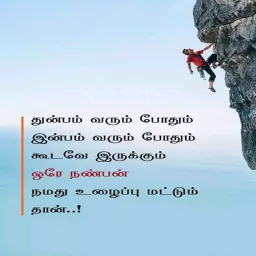 துன்பம் வரும் போதும்
இன்பம் வரும் போதும்
கூடவே இருக்கும்
ஒரே நண்பன்
நமது உழைப்பு மட்டும்
தான்..!